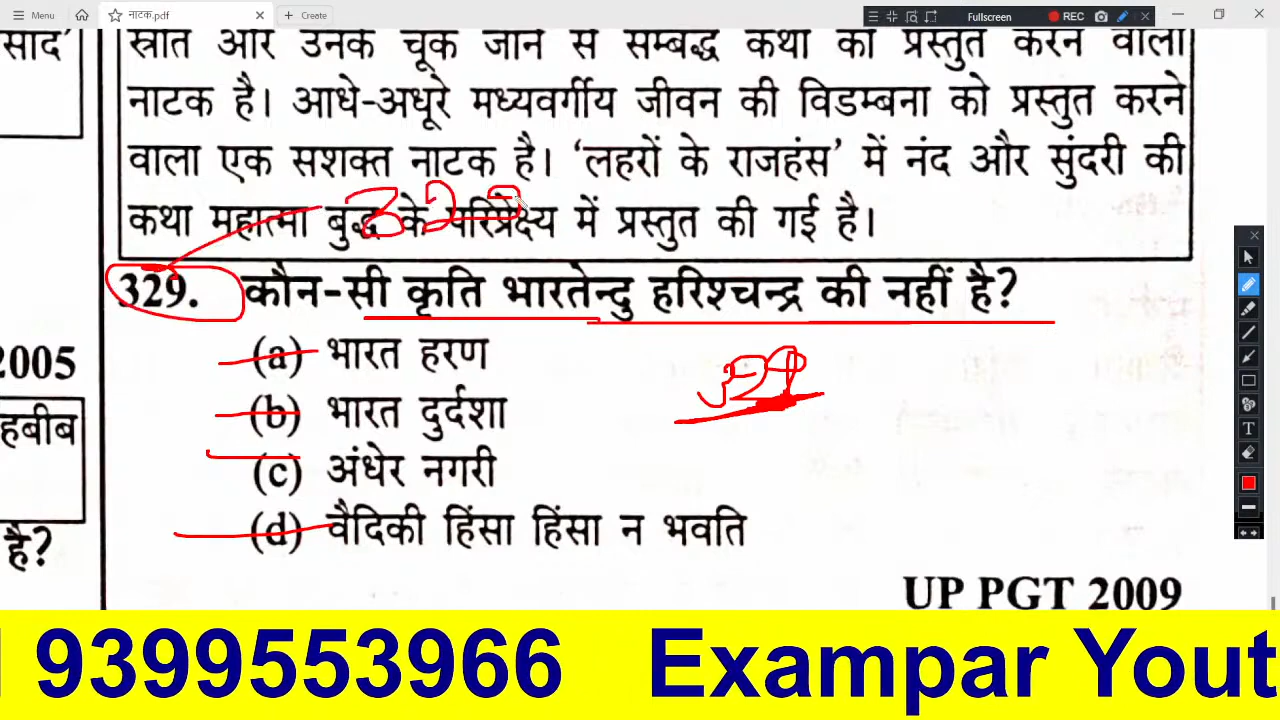 Menu
नाटक.pdf
Create
Fullscreen
REC
साद'
स्रोत और उनके चूक जाने से सम्बद्ध कथा को प्रस्तुत करने वाला
नाटक है। आधे-अधूरे मध्यवर्गीय जीवन की विडम्बना को प्रस्तुत करने
वाला एक सशक्त नाटक है। 'लहरों के राजहंस' में नंद और सुंदरी की
कथा महात्मा बुद्ध के परिप्रेक्ष्य में प्रस्तुत की गई है।
329. कौन-सी कृति भारतेन्दु हरिश्चन्द्र की नहीं है?
(a) भारत हरण
2005
329
(b) भारत दुर्दशा
हबीब
(c) अंधेर नगरी
(d) वैदिकी हिंसा हिंसा न भवति
है?
UP PGT 2009
9399553966 Exampar Yout